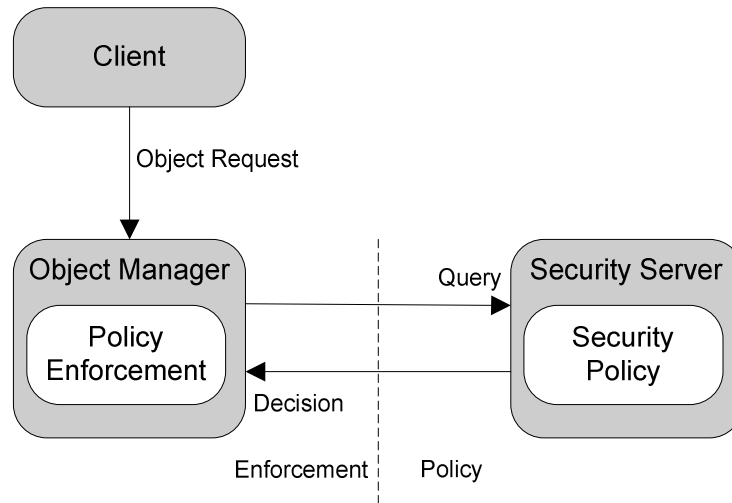 Client
Object Request
Object Manager
Policy
Enforcement
Query
Decision
Security Server
Security
Policy
Enforcement
Policy